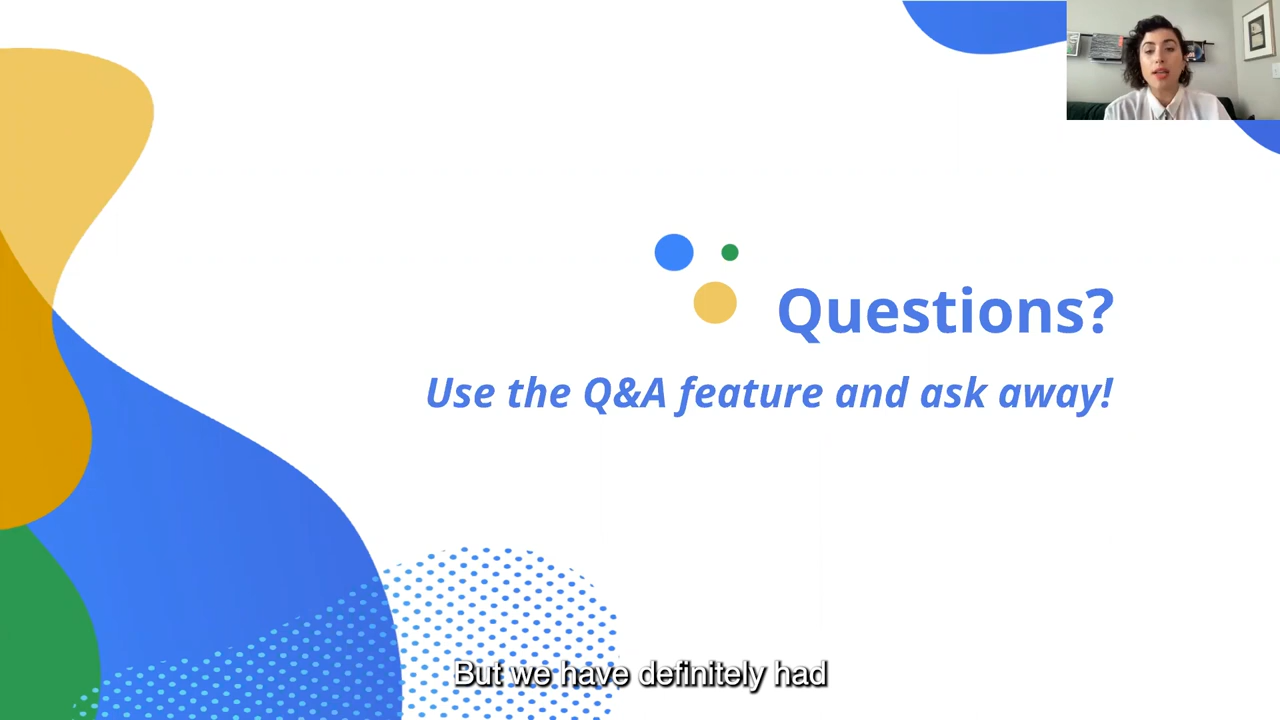 Questions?
Use the Q&A feature and ask away!
But we have definitely had